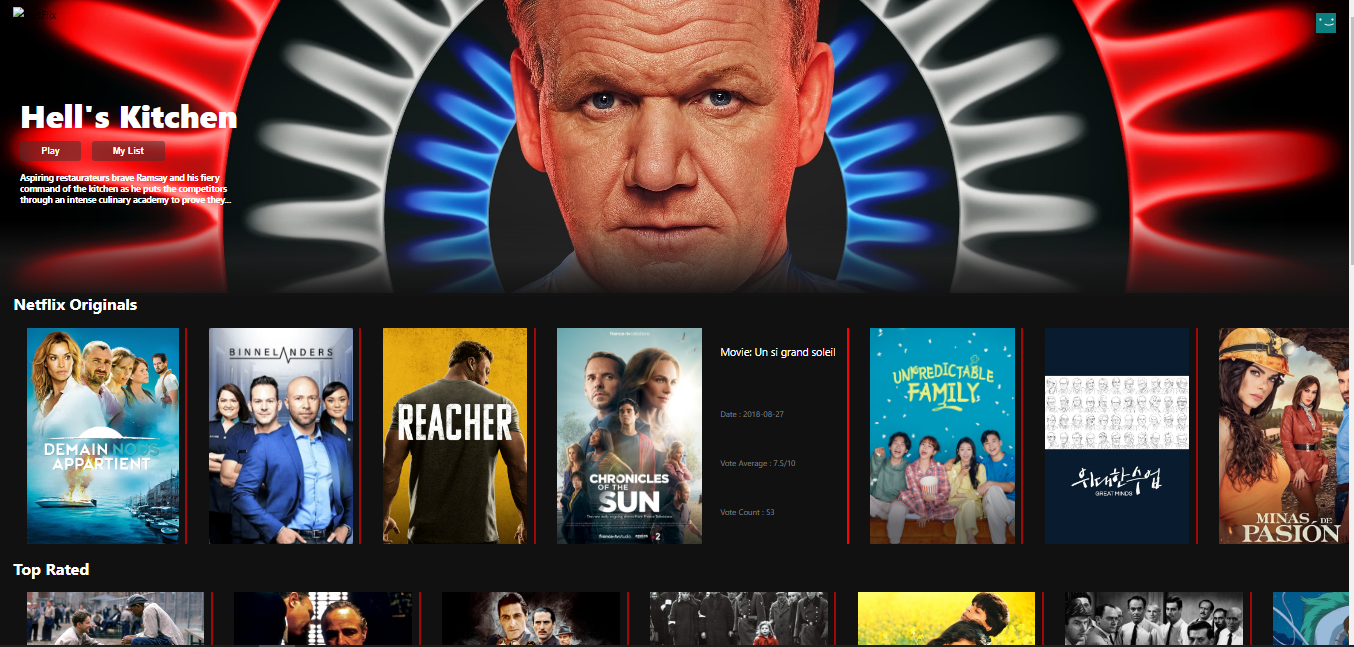 Hell's Kitchen
Play
My List
Aspiring restaurateurs brave Ramsay and his fiery
command of the kitchen as he puts the competitors
through an intense culinary academy to prove they...
Netflix Originals
DEMAIN NOUS
APPARTIENT
BINNELANDERS
REACHER
CHRONICLES
OF THE
SUN
Movie: Un si grand soleil
Date : 2018-08-27
Vote Average : 7.5/10
Vote Count : 53
UNPREDICTABLE
FAMILY.
위대한수업
GREAT MINDS
MINAS DE
PASIÓN
Top Rated